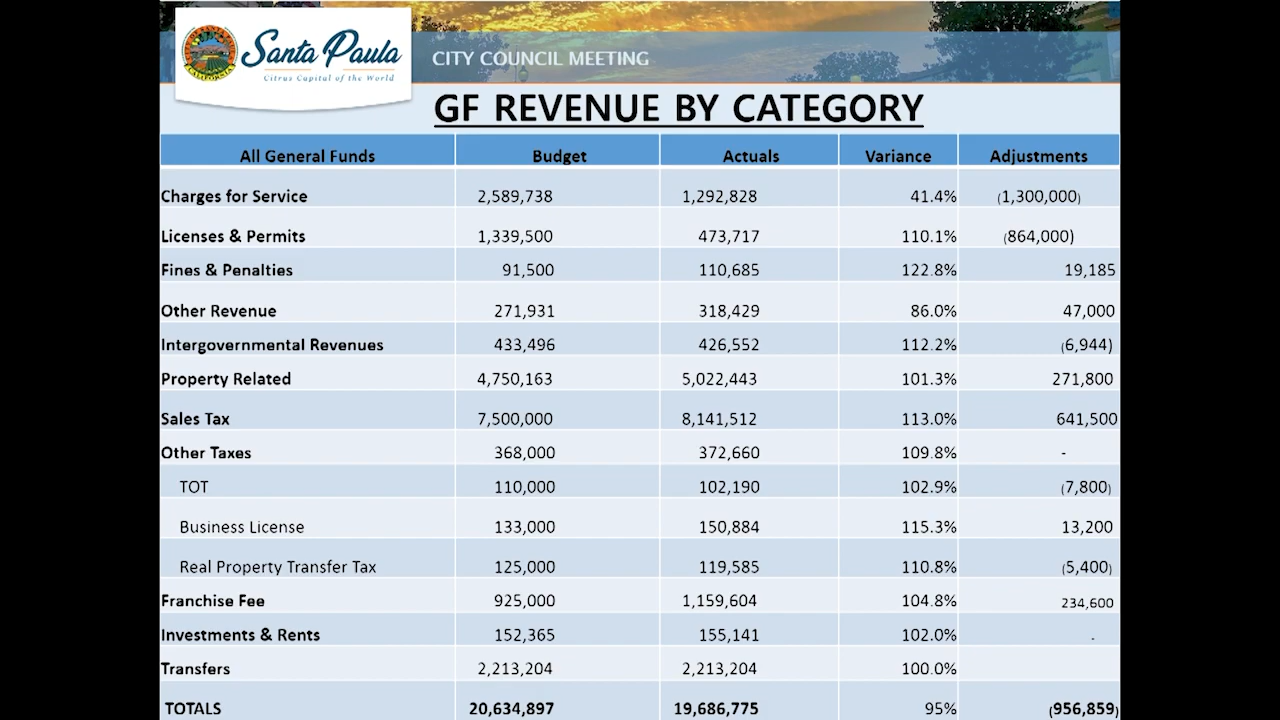 Santa Paula
Citrus Capital of the World
CITY COUNCIL MEETING
GF REVENUE BY CATEGORY
All General Funds Budget Actuals Variance Adjustments
Charges for Service 2,589,738 1,292,828 41.4% (1,300,000)
Licenses & Permits 1,339,500 473,717 110.1% (864,000)
Fines & Penalties 91,500 110,685 122.8% 19,185
Other Revenue 271,931 318,429 86.0% 47,000
Intergovernmental Revenues 433,496 426,552 112.2% (6,944)
Property Related 4,750,163 5,022,443 101.3% 271,800
Sales Tax 7,500,000 8,141,512 113.0% 641,500
Other Taxes 368,000 372,660 109.8% -
TOT 110,000 102,190 102.9% (7,800)
Business License 133,000 150,884 115.3% 13,200
Real Property Transfer Tax 125,000 119,585 110.8% (5,400)
Franchise Fee 925,000 1,159,604 104.8% 234,600
Investments & Rents 152,365 155,141 102.0% -
Transfers 2,213,204 2,213,204 100.0%
TOTALS 20,634,897 19,686,775 95% (956,859)